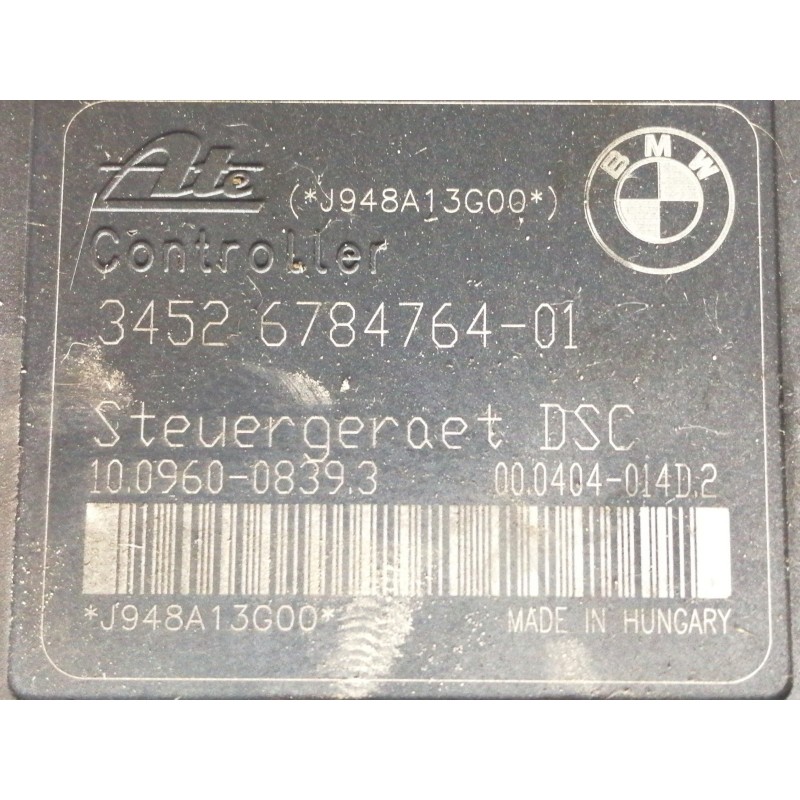 Ate (*J948A13G00*) BMW
Controller
3452 6784764-01
Steuergeraet DSC
10.0960-0839.3 00.0404-014D.2
*J948A13G00* MADE IN HUNGARY